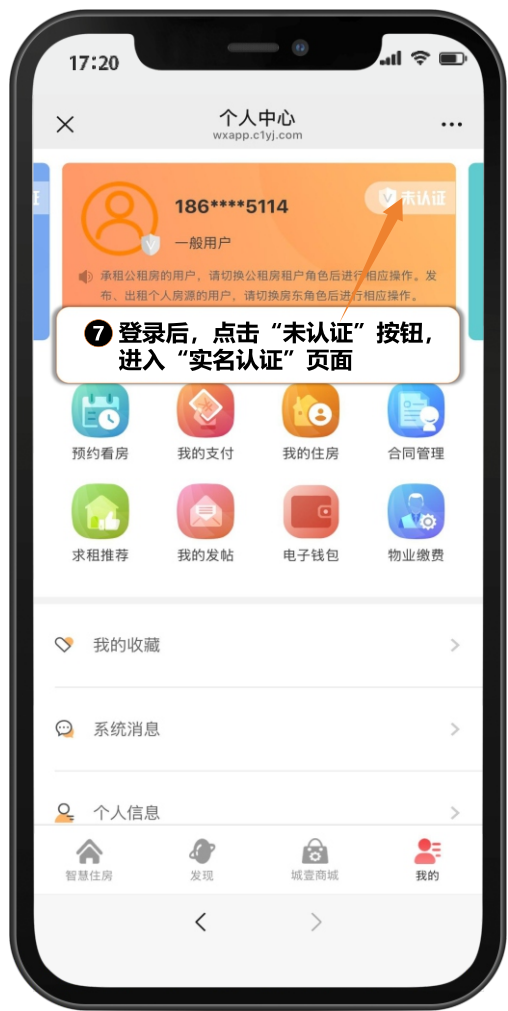 17:20
个人中心
wxapp.c1yj.com
证
186****5114
未认证
一般用户
承租公租房的用户，请切换公租房租户角色后进行相应操作。发
布、出租个人房源的用户，请切换房东角色后进行相应操作。
7 登录后，点击“未认证”按钮，
进入“实名认证”页面
预约看房 我的支付 我的住房 合同管理
求租推荐 我的发帖 电子钱包 物业缴费
我的收藏
系统消息
个人信息
智慧住房 发现 城壹商城 我的